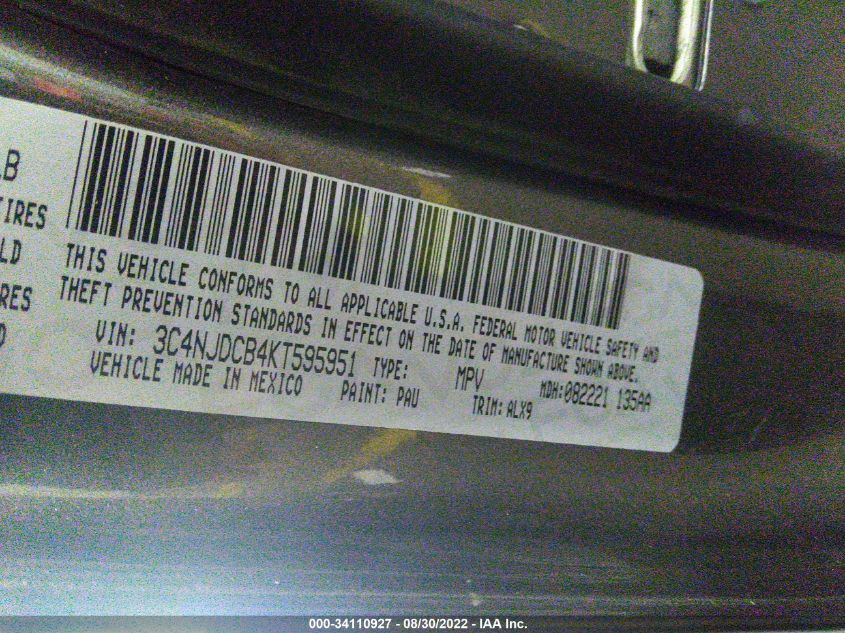 LB
TIRES
LD
RES
THIS VEHICLE CONFORMS TO ALL APPLICABLE U.S.A. FEDERAL MOTOR VEHICLE SAFETY AND
THEFT PREVENTION STANDARDS IN EFFECT ON THE DATE OF MANUFACTURE SHOWN ABOVE.
VIN: 3C4NJDCB4KT595951 TYPE: MPV MDH:082221 135AA
VEHICLE MADE IN MEXICO PAINT: PAU TRIM: ALX9
000-34110927 - 08/30/2022 - IAA Inc.